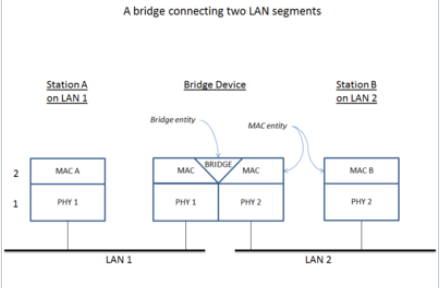 A bridge connecting two LAN segments
Station A
on LAN 1
Bridge Device
Station B
on LAN 2
Bridge entity
MAC entity
2
MAC A
MAC
BRIDGE
MAC
MAC B
1
PHY 1
PHY 1
PHY 2
PHY 2
LAN 1
LAN 2